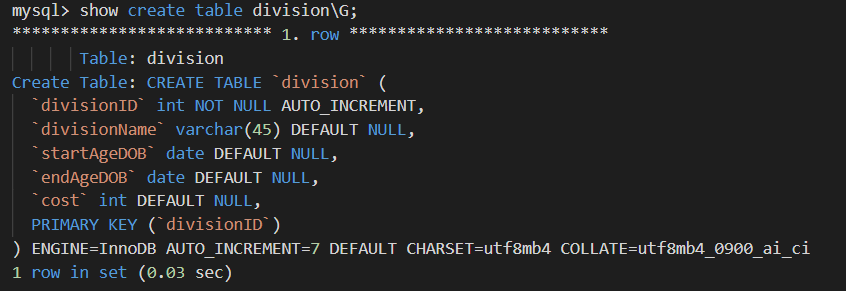 mysql> show create table division\G;
*************************** 1. row ***************************
Table: division
Create Table: CREATE TABLE `division` (
`divisionID` int NOT NULL AUTO_INCREMENT,
`divisionName` varchar(45) DEFAULT NULL,
`startAgeDOB` date DEFAULT NULL,
`endAgeDOB` date DEFAULT NULL,
`cost` int DEFAULT NULL,
PRIMARY KEY (`divisionID`)
) ENGINE=InnoDB AUTO_INCREMENT=7 DEFAULT CHARSET=utf8mb4 COLLATE=utf8mb4_0900_ai_ci
1 row in set (0.03 sec)